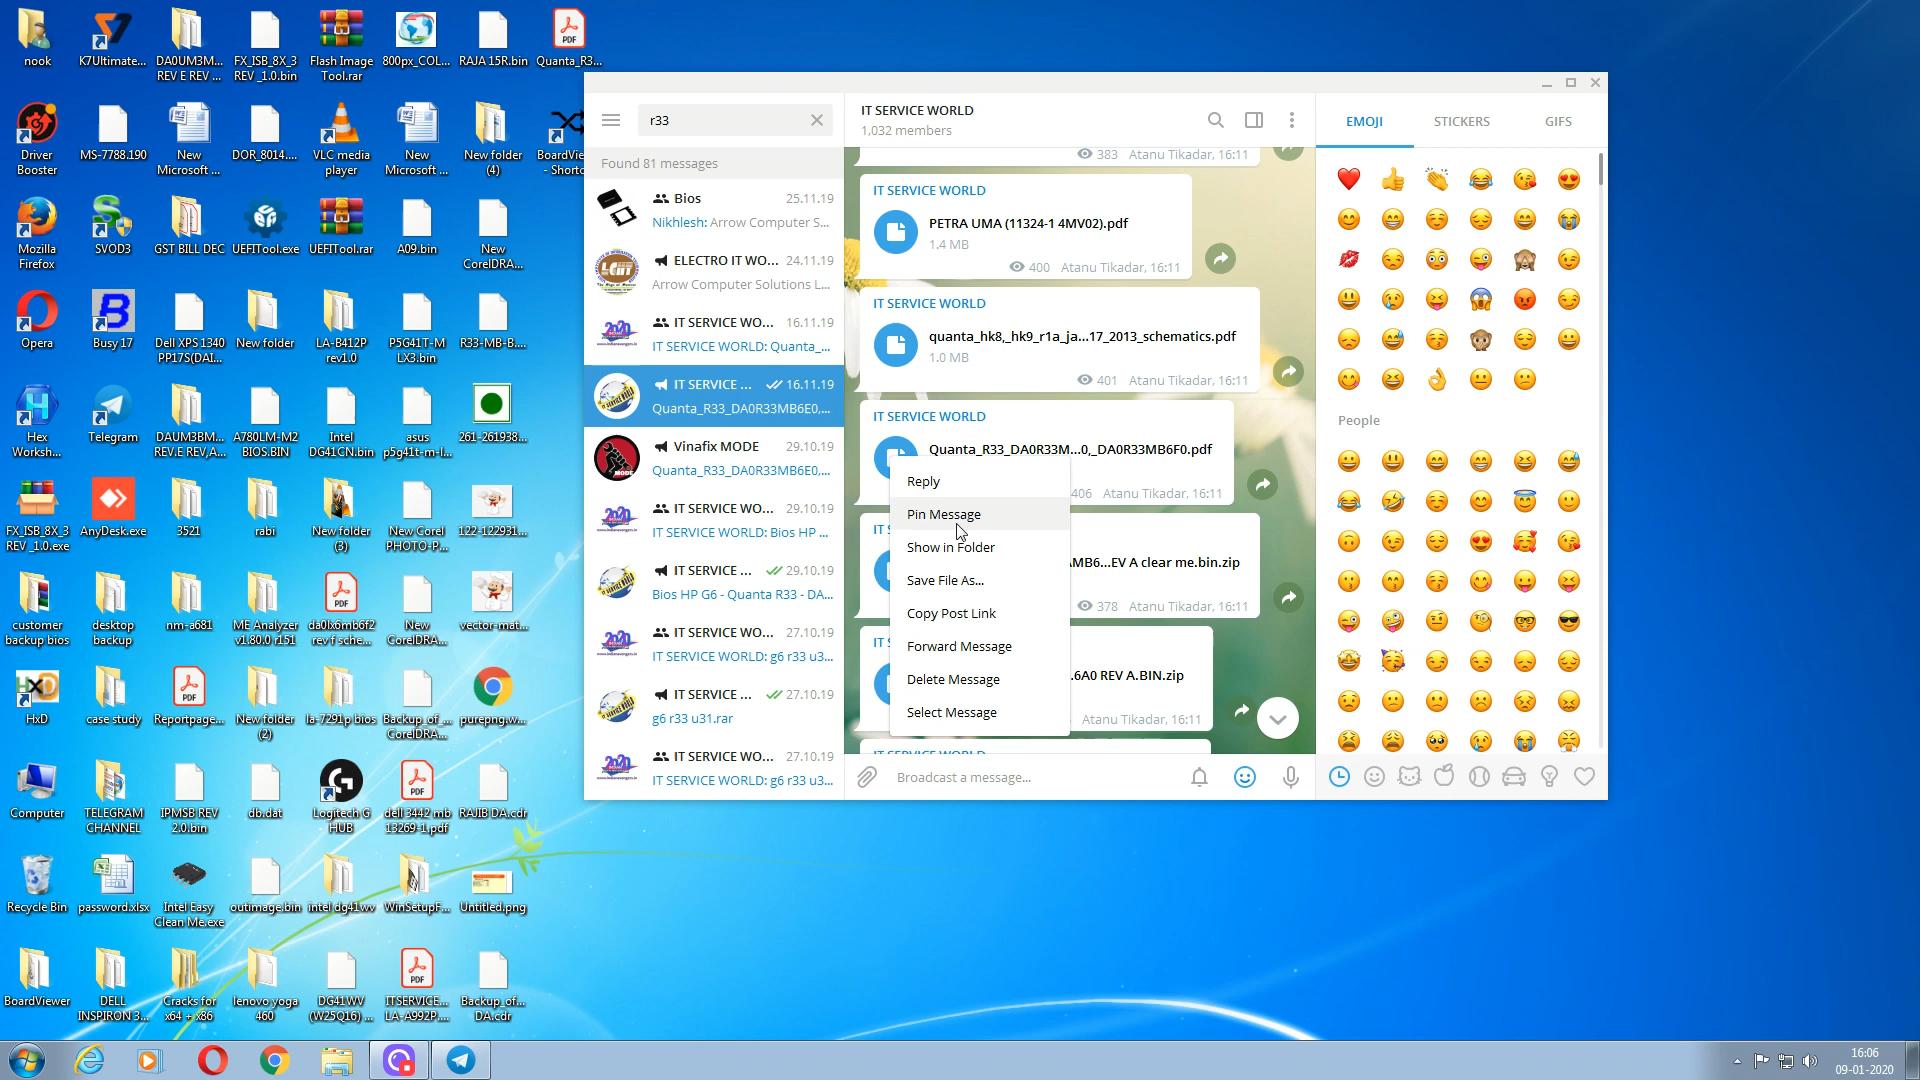 nook
K7Ultimate...
DA0UM3M...
REV E REV ...
FX_ISB_8X_3
REV _1.0.bin
Flash Image
Tool.rar
800px_COL...
RAJA 15R.bin
Quanta_R3...
Driver
Booster
MS-7788.190
New
Microsoft ...
DOR_8014....
VLC media
player
New
Microsoft ...
New folder
(4)
BoardVie...
- Shortc
Mozilla
Firefox
SVOD3
GST BILL DEC
UEFITool.exe
UEFITool.rar
A09.bin
New
CorelDRA...
Opera
Busy 17
Dell XPS 1340
PP17S(DAI...
New folder
LA-B412P
rev1.0
P5G41T-M
LX3.bin
R33-MB-B....
Hex
Worksh...
Telegram
DAUM3BM...
REV.E REV,A...
A780LM-M2
BIOS.BIN
Intel
DG41CN.bin
asus
p5g41t-m-l...
261-261938...
FX_ISB_8X_3
REV _1.0.exe
AnyDesk.exe
3521
rabi
New folder
(3)
New Corel
PHOTO-P...
122-122931...
customer
backup bios
desktop
backup
nm-a681
ME Analyzer
v1.80.0 r151
da0lx6mb6f2
rev f sche...
New
CorelDRA...
vector-mat...
HxD
case study
Reportpage...
New folder
(2)
la-7291p bios
Backup_of_...
CorelDRA...
purepng.w...
Computer
TELEGRAM
CHANNEL
IPMSB REV
2.0.bin
db.dat
Logitech G
HUB
dell 3442 mb
13269-1.pdf
RAJIB DA.cdr
Recycle Bin
password.xlsx
Intel Easy
Clean Me.exe
outimage.bin
intel dg41wv
WinSetupF...
Untitled.png
BoardViewer
DELL
INSPIRON 3...
Cracks for
x64 + x86
lenovo yoga
460
DG41WV
(W25Q16) ...
ITSERVICE...
LA-A992P....
Backup_of...
DA.cdr
r33
Found 81 messages
Bios
25.11.19
Nikhlesh: Arrow Computer S...
ELECTRO IT WO...
24.11.19
Arrow Computer Solutions L...
IT SERVICE WO...
16.11.19
IT SERVICE WORLD: Quanta_...
IT SERVICE ...
16.11.19
Quanta_R33_DA0R33MB6E0,...
Vinafix MODE
29.10.19
Quanta_R33_DA0R33MB6E0,...
IT SERVICE WO...
29.10.19
IT SERVICE WORLD: Bios HP ...
IT SERVICE ...
29.10.19
Bios HP G6 - Quanta R33 - DA...
IT SERVICE WO...
27.10.19
IT SERVICE WORLD: g6 r33 u3...
IT SERVICE ...
27.10.19
g6 r33 u31.rar
IT SERVICE WO...
27.10.19
IT SERVICE WORLD: g6 r33 u3...
IT SERVICE WORLD
1,032 members
383 Atanu Tikadar, 16:11
IT SERVICE WORLD
PETRA UMA (11324-1 4MV02).pdf
1.4 MB
400 Atanu Tikadar, 16:11
IT SERVICE WORLD
quanta_hk8,_hk9_r1a_ja...17_2013_schematics.pdf
1.0 MB
401 Atanu Tikadar, 16:11
IT SERVICE WORLD
Quanta_R33_DA0R33M...0,_DA0R33MB6F0.pdf
406 Atanu Tikadar, 16:11
Reply
Pin Message
Show in Folder
Save File As...
Copy Post Link
Forward Message
Delete Message
Select Message
\MB6...EV A clear me.bin.zip
378 Atanu Tikadar, 16:11
.6A0 REV A.BIN.zip
Atanu Tikadar, 16:11
IT SERVICE WORLD
Broadcast a message...
EMOJI
STICKERS
GIFS
People
16:06
09-01-2020